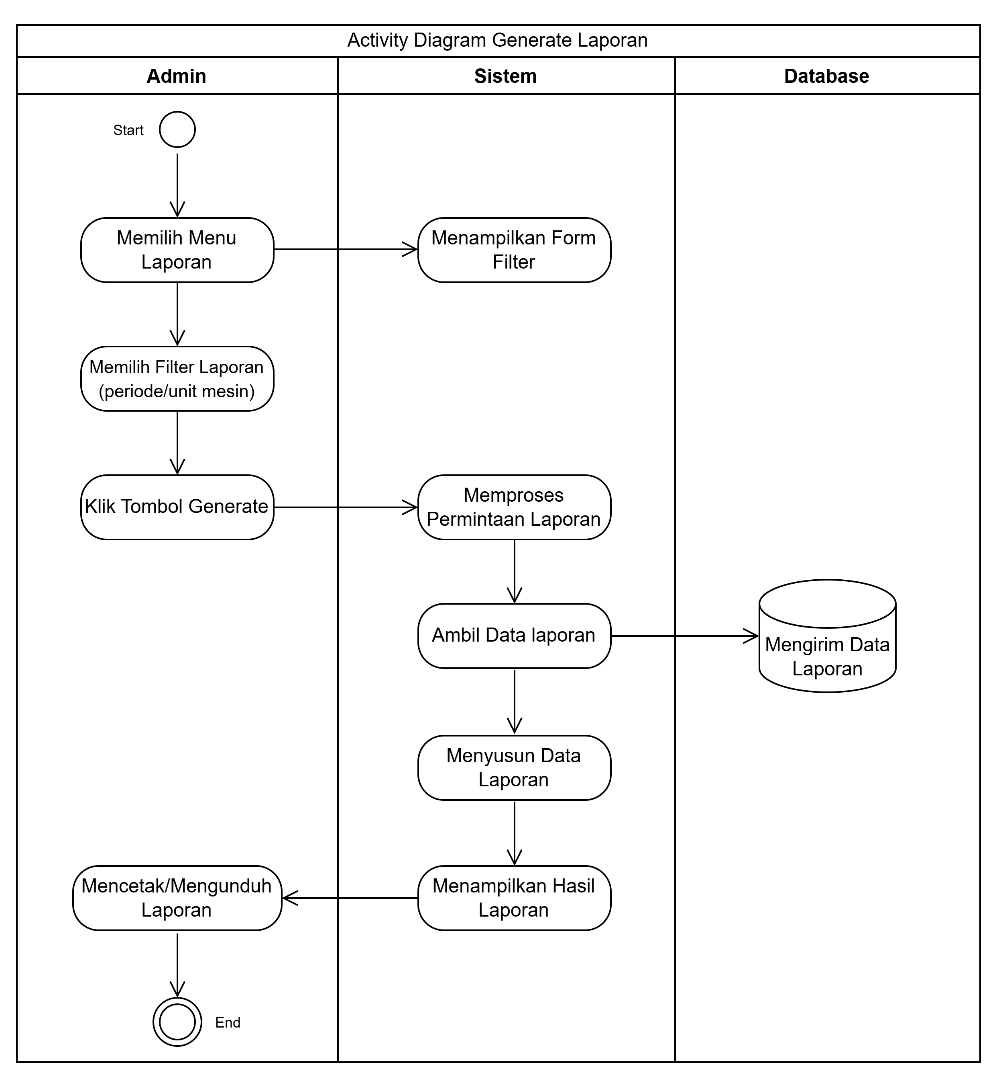 Activity Diagram Generate Laporan
Admin
Sistem
Database
Start
Memilih Menu
Laporan
Menampilkan Form
Filter
Memilih Filter Laporan
(periode/unit mesin)
Klik Tombol Generate
Memproses
Permintaan Laporan
Ambil Data laporan
Mengirim Data
Laporan
Menyusun Data
Laporan
Mencetak/Mengunduh
Laporan
Menampilkan Hasil
Laporan
End